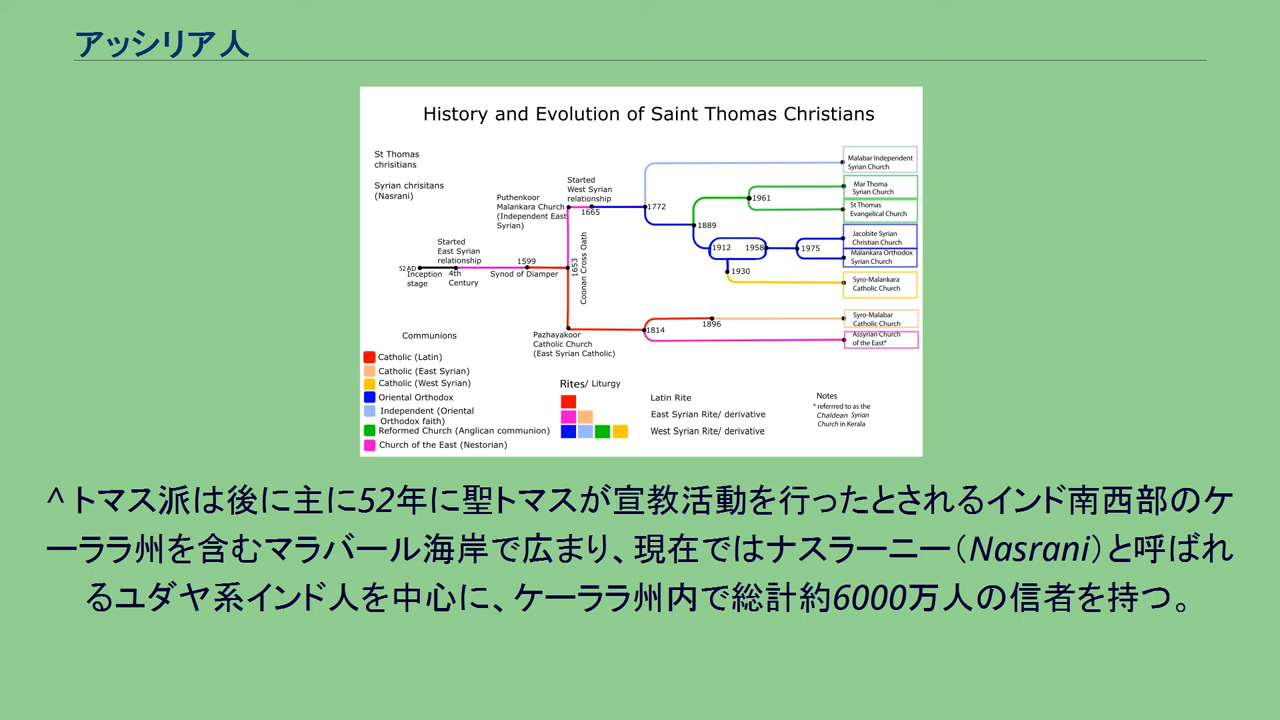 アッシリア人
History and Evolution of Saint Thomas Christians
St Thomas
chrisitians
Syrian chrisitans
(Nasrani)
Puthenkoor
Malankara Church
(Independent East
Syrian)
Started
West Syrian
relationship
1665
1772
Malabar Independent
Syrian Church
Mar Thoma
Syrian Church
1961
St Thomas
Evangelical Church
1889
Jacobite Syrian
Christian Church
1912
1958
1975
Malankara Orthodox
Syrian Church
1930
Syro-Malankara
Catholic Church
Started
East Syrian
relationship
52 AD
Inception
stage
4th
Century
1599
Synod of Diamper
1653
Coonan Cross Oath
Syro-Malabar
Catholic Church
1896
1814
Assyrian Church
of the East*
Pazhayakoor
Catholic Church
(East Syrian Catholic)
Communions
Catholic (Latin)
Catholic (East Syrian)
Catholic (West Syrian)
Oriental Orthodox
Independent (Oriental
Orthodox faith)
Reformed Church (Anglican communion)
Church of the East (Nestorian)
Rites/ Liturgy
Latin Rite
East Syrian Rite/ derivative
West Syrian Rite/ derivative
Notes
* referrred to as the
Chaldean Syrian
Church in Kerala
^ トマス派は後に主に52年に聖トマスが宣教活動を行ったとされるインド南西部のケ
ーララ州を含むマラバール海岸で広まり、現在ではナスラーニー（Nasrani）と呼ばれ
るユダヤ系インド人を中心に、ケーララ州内で総計約6000万人の信者を持つ。